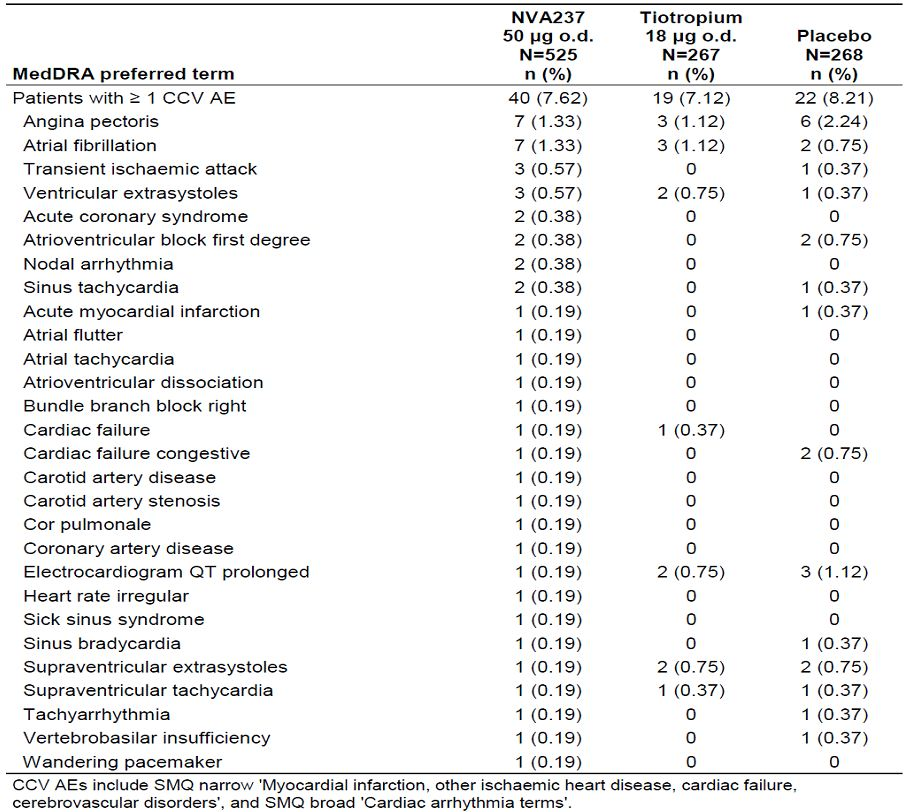 NVA237 Tiotropium
50 µg o.d. 18 µg o.d. Placebo
N=525 N=267 N=268
MedDRA preferred term n (%) n (%) n (%)
Patients with ≥ 1 CCV AE 40 (7.62) 19 (7.12) 22 (8.21)
Angina pectoris 7 (1.33) 3 (1.12) 6 (2.24)
Atrial fibrillation 7 (1.33) 3 (1.12) 2 (0.75)
Transient ischaemic attack 3 (0.57) 0 1 (0.37)
Ventricular extrasystoles 3 (0.57) 2 (0.75) 1 (0.37)
Acute coronary syndrome 2 (0.38) 0 0
Atrioventricular block first degree 2 (0.38) 0 2 (0.75)
Nodal arrhythmia 2 (0.38) 0 0
Sinus tachycardia 2 (0.38) 0 1 (0.37)
Acute myocardial infarction 1 (0.19) 0 1 (0.37)
Atrial flutter 1 (0.19) 0 0
Atrial tachycardia 1 (0.19) 0 0
Atrioventricular dissociation 1 (0.19) 0 0
Bundle branch block right 1 (0.19) 0 0
Cardiac failure 1 (0.19) 1 (0.37) 0
Cardiac failure congestive 1 (0.19) 0 2 (0.75)
Carotid artery disease 1 (0.19) 0 0
Carotid artery stenosis 1 (0.19) 0 0
Cor pulmonale 1 (0.19) 0 0
Coronary artery disease 1 (0.19) 0 0
Electrocardiogram QT prolonged 1 (0.19) 2 (0.75) 3 (1.12)
Heart rate irregular 1 (0.19) 0 0
Sick sinus syndrome 1 (0.19) 0 0
Sinus bradycardia 1 (0.19) 0 1 (0.37)
Supraventricular extrasystoles 1 (0.19) 2 (0.75) 2 (0.75)
Supraventricular tachycardia 1 (0.19) 1 (0.37) 1 (0.37)
Tachyarrhythmia 1 (0.19) 0 1 (0.37)
Vertebrobasilar insufficiency 1 (0.19) 0 1 (0.37)
Wandering pacemaker 1 (0.19) 0 0
CCV AEs include SMQ narrow 'Myocardial infarction, other ischaemic heart disease, cardiac failure,
cerebrovascular disorders', and SMQ broad 'Cardiac arrhythmia terms'.